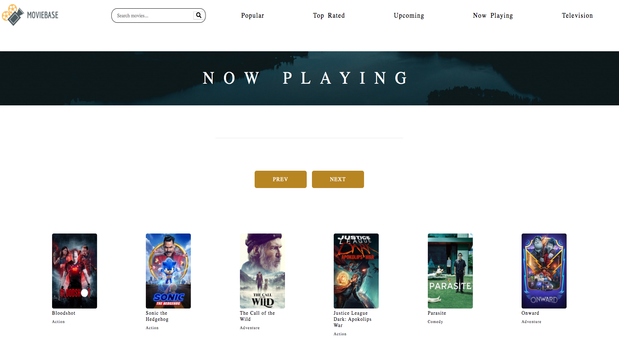 MOVIEBASE
Search movies...
Popular
Top Rated
Upcoming
Now Playing
Television
NOW PLAYING
PREV
NEXT
SONIC
THE HEDGEHOG
THE CALL
OF THE
WILD
JUSTICE
LEAGUE
DARK
APOKOLIPS WAR
PARASITE
ONWARD
Bloodshot
Action
Sonic the
Hedgehog
Action
The Call of the
Wild
Adventure
Justice League
Dark: Apokolips
War
Action
Parasite
Comedy
Onward
Adventure